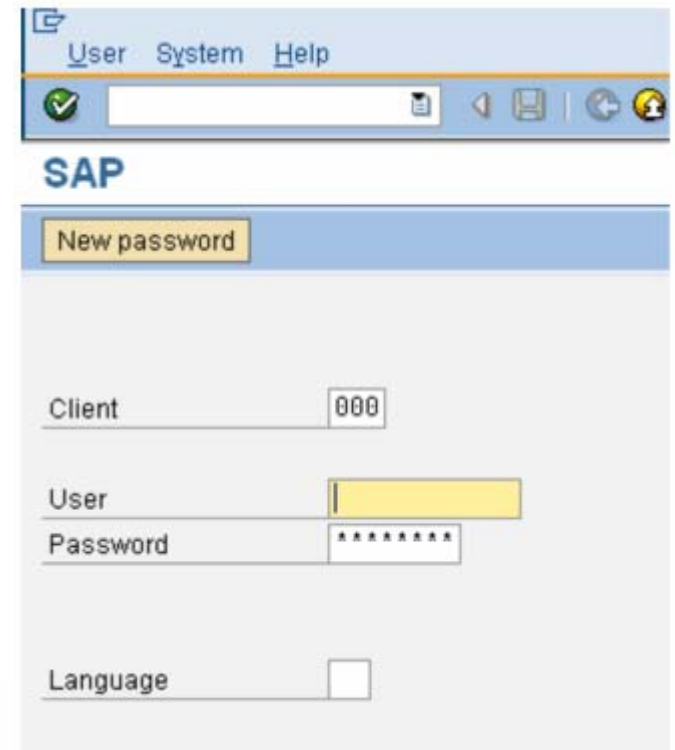 User System Help
SAP
New password
Client 000
User
Password ********
Language